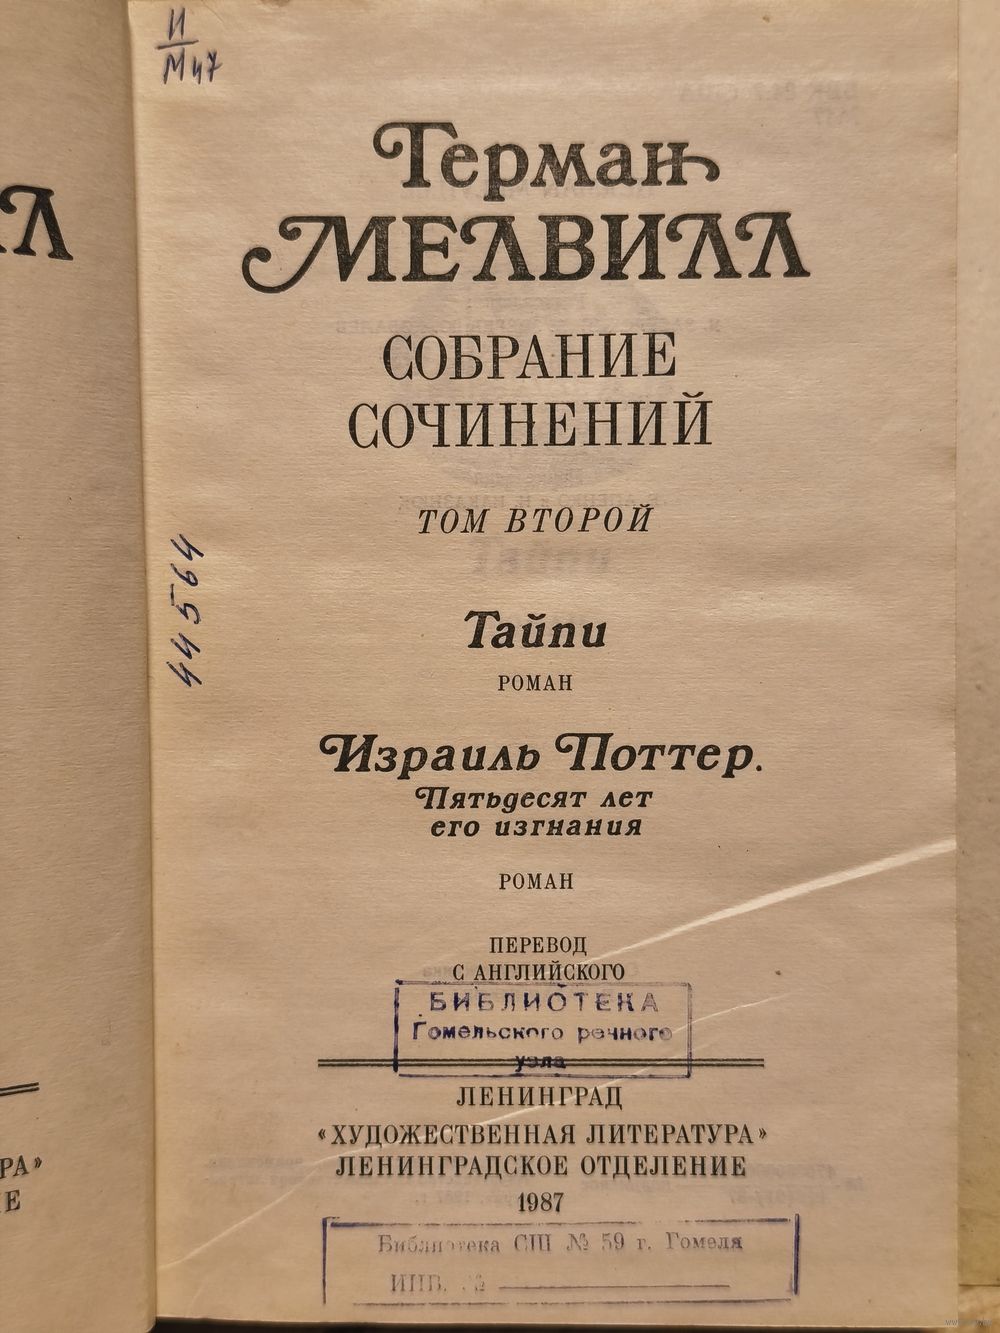 И
М47
Герман
МЕЛВИЛЛ
СОБРАНИЕ
СОЧИНЕНИЙ
ТОМ ВТОРОЙ
44564
Тайпи
РОМАН
Израиль Поттер.
Пятьдесят лет
его изгнания
РОМАН
ПЕРЕВОД
С АНГЛИЙСКОГО
БИБЛИОТЕКА
Гомельского речного
узла
ЛЕНИНГРАД
«ХУДОЖЕСТВЕННАЯ ЛИТЕРАТУРА»
ЛЕНИНГРАДСКОЕ ОТДЕЛЕНИЕ
1987
Библиотека СШ № 59 г. Гомеля
ИНВ. №